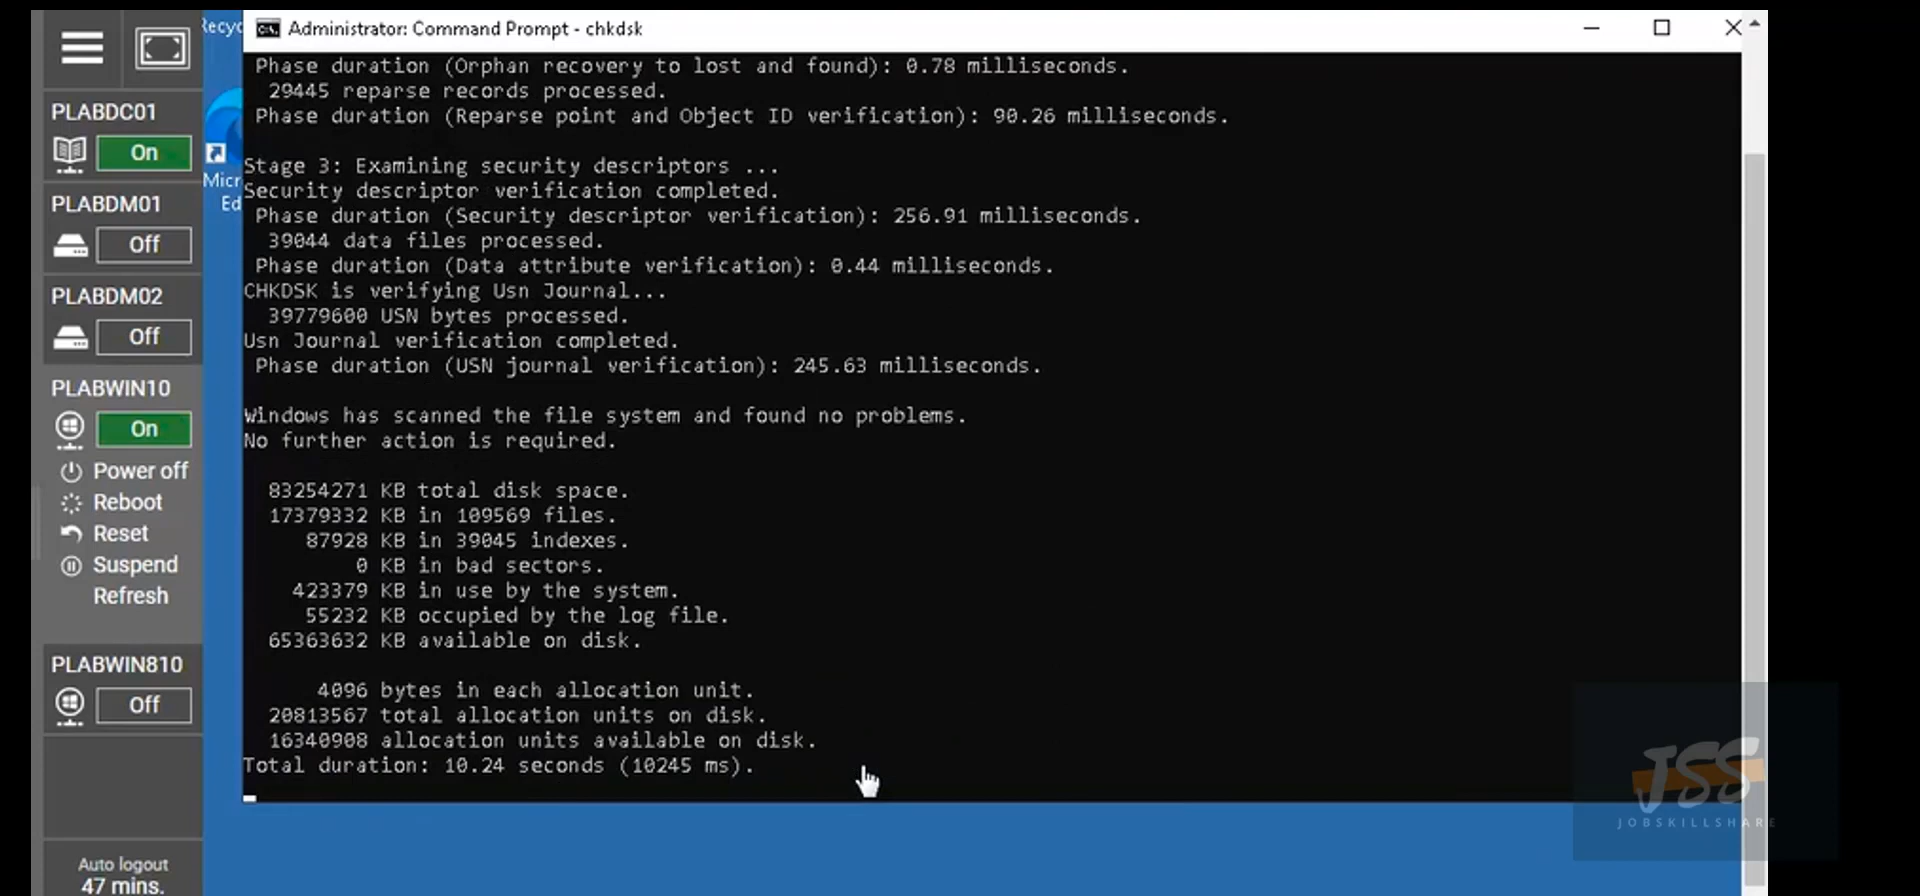 Administrator: Command Prompt - chkdsk
Phase duration (Orphan recovery to lost and found): 0.78 milliseconds.
29445 reparse records processed.
Phase duration (Reparse point and Object ID verification): 90.26 milliseconds.
Stage 3: Examining security descriptors ...
Security descriptor verification completed.
Phase duration (Security descriptor verification): 256.91 milliseconds.
39044 data files processed.
Phase duration (Data attribute verification): 0.44 milliseconds.
CHKDSK is verifying Usn Journal...
39779600 USN bytes processed.
Usn Journal verification completed.
Phase duration (USN journal verification): 245.63 milliseconds.
Windows has scanned the file system and found no problems.
No further action is required.
83254271 KB total disk space.
17379332 KB in 109569 files.
87928 KB in 39045 indexes.
0 KB in bad sectors.
423379 KB in use by the system.
55232 KB occupied by the log file.
65363632 KB available on disk.
4096 bytes in each allocation unit.
20813567 total allocation units on disk.
16340908 allocation units available on disk.
Total duration: 10.24 seconds (10245 ms).
PLABDC01
On
PLABDM01
Off
PLABDM02
Off
PLABWIN10
On
Power off
Reboot
Reset
Suspend
Refresh
PLABWIN810
Off
Auto logout
47 mins.
Recyc
Micr
Ed
JSS
JOBSKILLSHARE